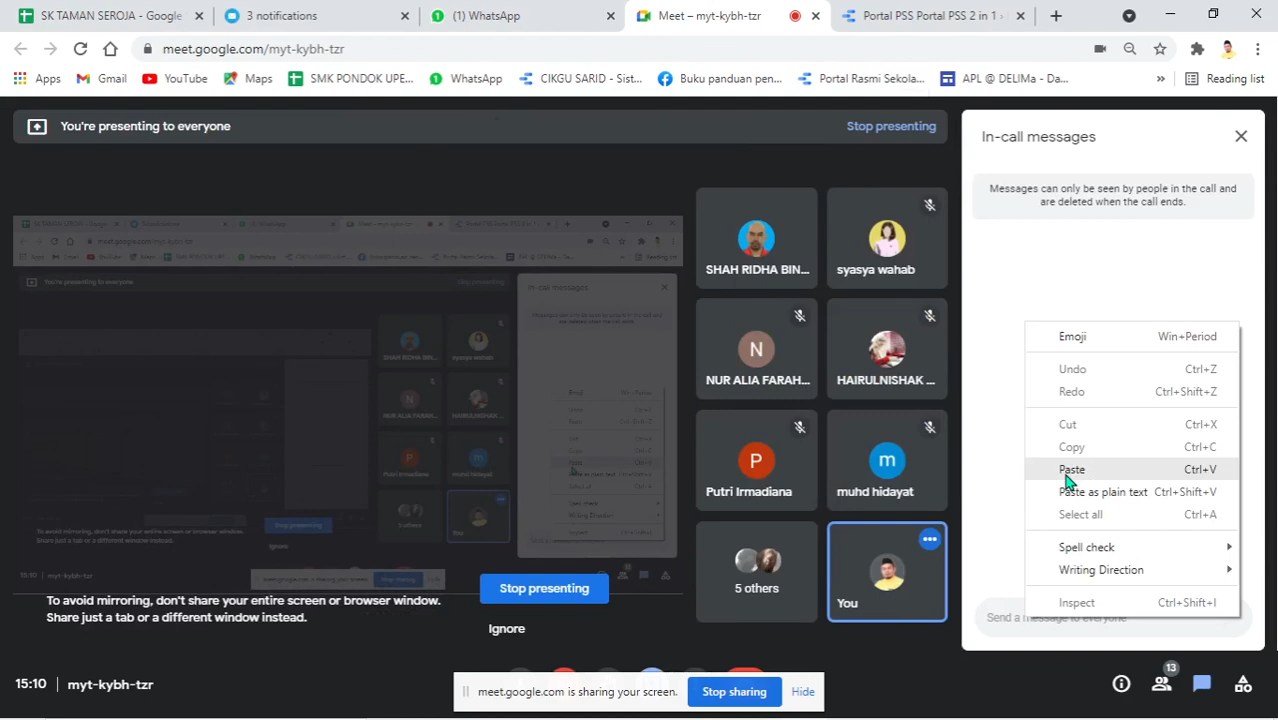 SK TAMAN SEROJA - Google
3 notifications
(1) WhatsApp
Meet – myt-kybh-tzr
Portal PSS Portal PSS 2 in 1
meet.google.com/myt-kybh-tzr
Apps
Gmail
YouTube
Maps
SMK PONDOK UPE...
WhatsApp
CIKGU SARID - Sist...
Buku panduan pen...
Portal Rasmi Sekola...
APL @ DELIMa - Da...
»
Reading list
You're presenting to everyone
Stop presenting
In-call messages
Messages can only be seen by people in the call and
are deleted when the call ends.
SHAH RIDHA BIN...
syasya wahab
N
NUR ALIA FARAH...
HAIRULNISHAK ...
P
Putri Irmadiana
m
muhd hidayat
5 others
You
Emoji Win+Period
Undo Ctrl+Z
Redo Ctrl+Shift+Z
Cut Ctrl+X
Copy Ctrl+C
Paste Ctrl+V
Paste as plain text Ctrl+Shift+V
Select all Ctrl+A
Spell check
Writing Direction
Inspect Ctrl+Shift+I
Send a message to everyone
To avoid mirroring, don't share your entire screen or browser window.
Share just a tab or a different window instead.
Stop presenting
Ignore
15:10 | myt-kybh-tzr
meet.google.com is sharing your screen.
Stop sharing
Hide
13